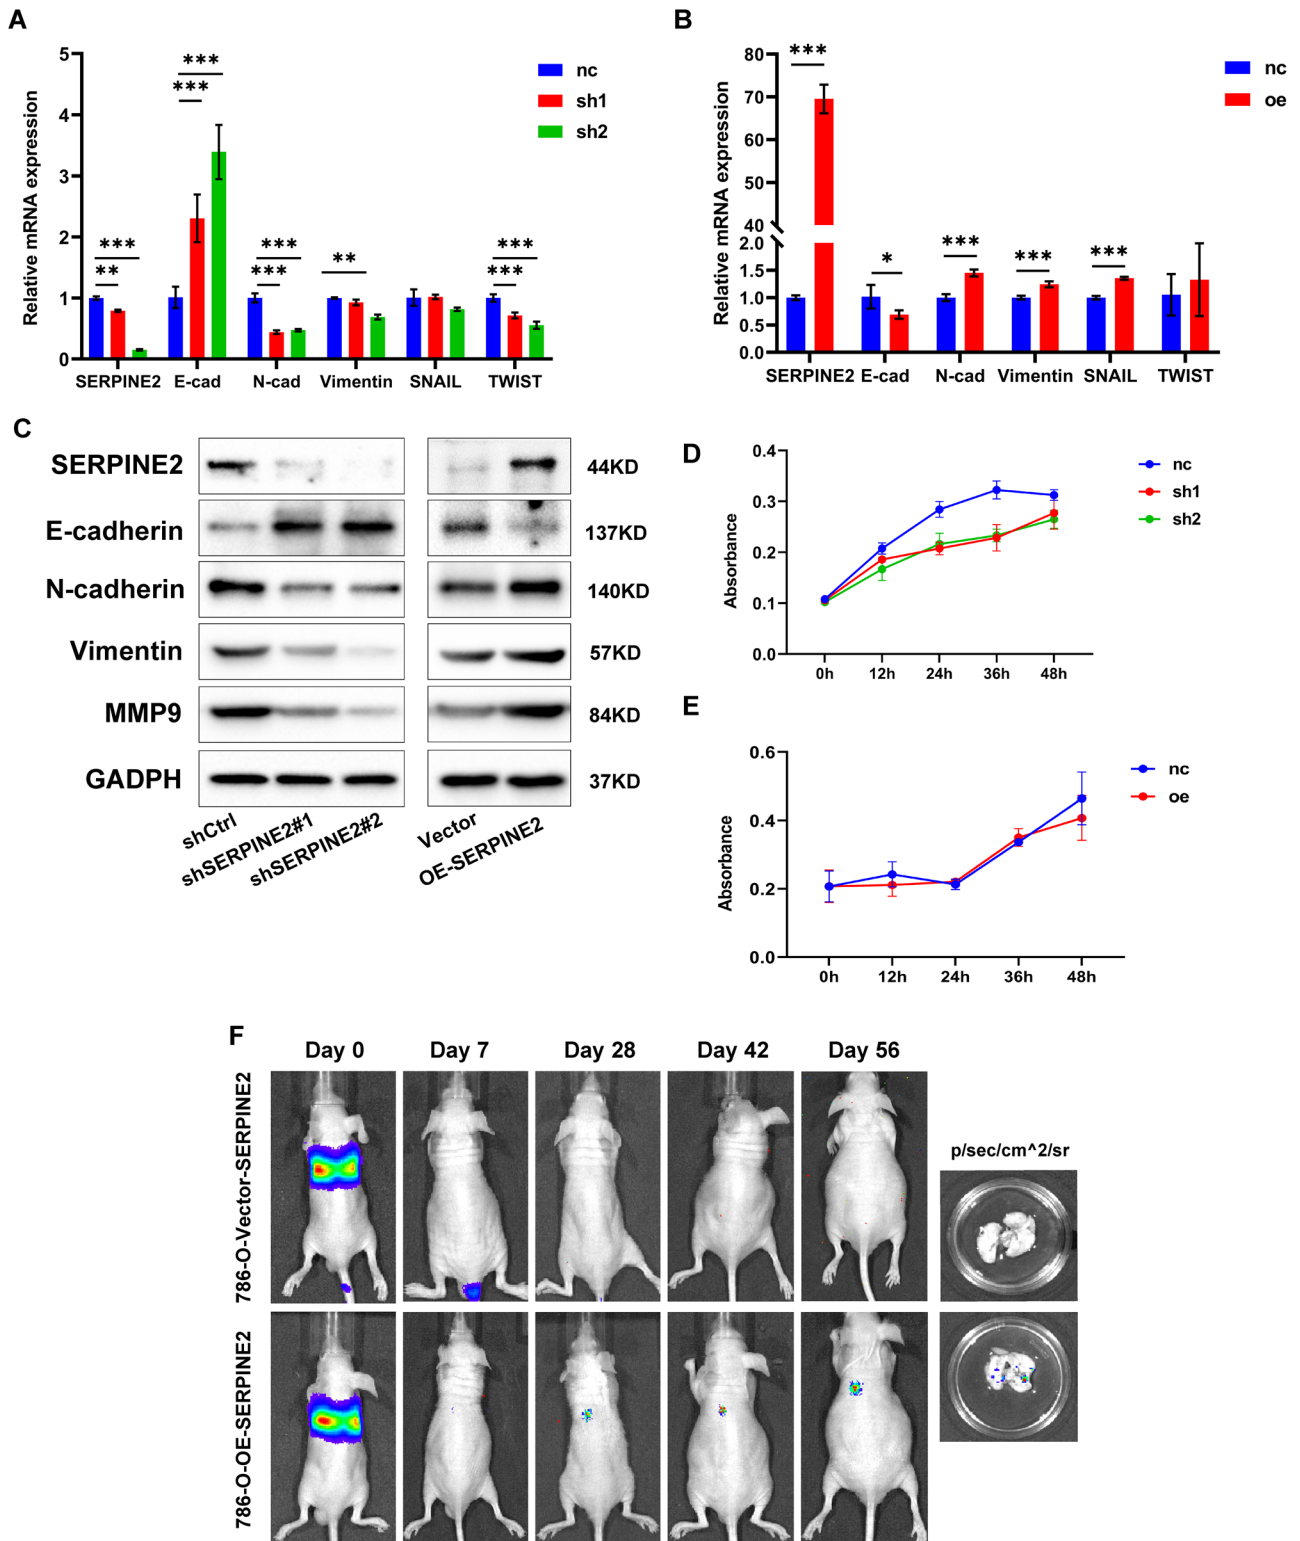 A
Relative mRNA expression
5
4
3
2
1
0
***
**
***
***
***
***
**
***
***
nc
sh1
sh2
SERPINE2 E-cad N-cad Vimentin SNAIL TWIST
B
Relative mRNA expression
80
70
60
50
40
2.0
1.5
1.0
0.5
0.0
***
*
***
***
***
nc
oe
SERPINE2 E-cad N-cad Vimentin SNAIL TWIST
C
SERPINE2 44KD
E-cadherin 137KD
N-cadherin 140KD
Vimentin 57KD
MMP9 84KD
GADPH 37KD
shCtrl
shSERPINE2#1
shSERPINE2#2
Vector
OE-SERPINE2
D
Absorbance
0.4
0.3
0.2
0.1
0.0
0h 12h 24h 36h 48h
nc
sh1
sh2
E
Absorbance
0.6
0.4
0.2
0.0
0h 12h 24h 36h 48h
nc
oe
F
Day 0 Day 7 Day 28 Day 42 Day 56
786-O-Vector-SERPINE2
786-O-OE-SERPINE2
p/sec/cm^2/sr